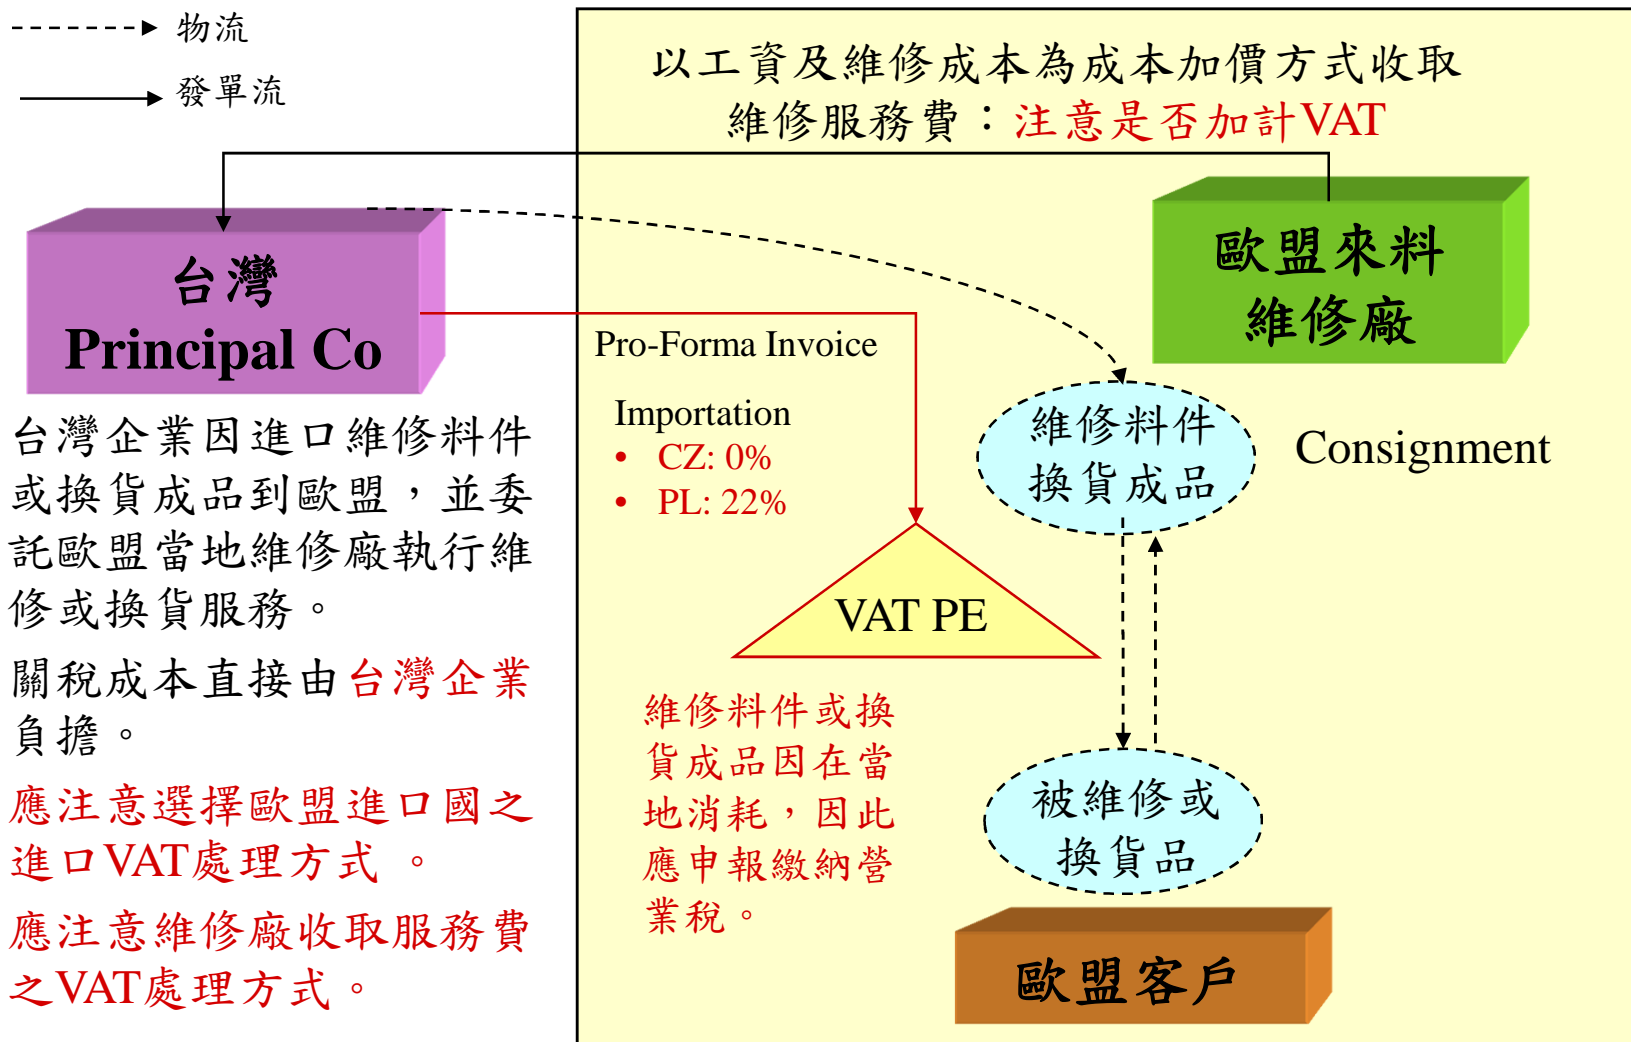 物流
發單流
以工資及維修成本為成本加價方式收取
維修服務費：注意是否加計VAT
台灣
Principal Co
歐盟來料
維修廠
Pro-Forma Invoice
Importation
• CZ: 0%
• PL: 22%
維修料件
換貨成品
Consignment
VAT PE
台灣企業因進口維修料件
或換貨成品到歐盟，並委
託歐盟當地維修廠執行維
修或換貨服務。
關稅成本直接由台灣企業
負擔。
應注意選擇歐盟進口國之
進口VAT處理方式 。
應注意維修廠收取服務費
之VAT處理方式。
維修料件或換
貨成品因在當
地消耗，因此
應申報繳納營
業稅。
被維修或
換貨品
歐盟客戶